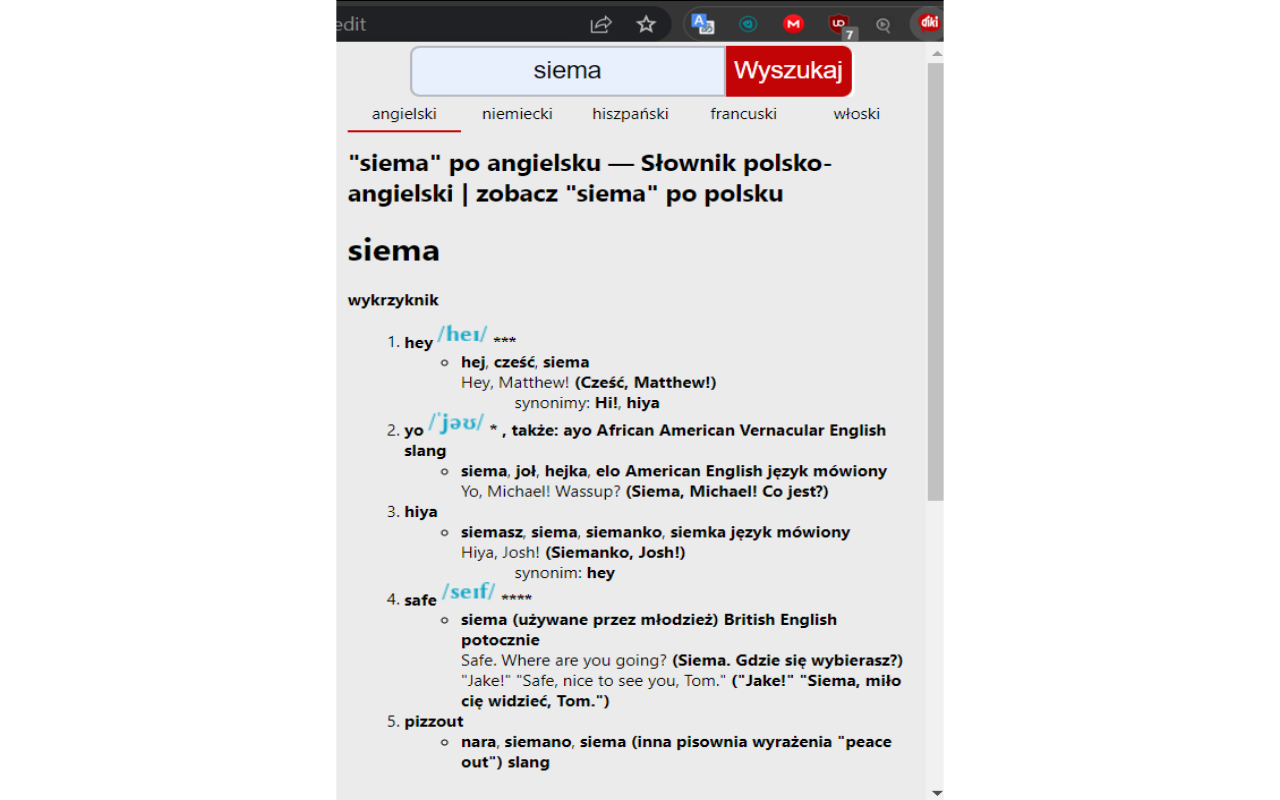 edit
7
diki
siema Wyszukaj
angielski niemiecki hiszpański francuski włoski
"siema" po angielsku — Słownik polsko-
angielski | zobacz "siema" po polsku
siema
wykrzyknik
1. hey /heɪ/ ***
hej, cześć, siema
Hey, Matthew! (Cześć, Matthew!)
synonimy: Hi!, hiya
2. yo /ˈjəʊ/ * , także: ayo African American Vernacular English
slang
siema, joł, hejka, elo American English język mówiony
Yo, Michael! Wassup? (Siema, Michael! Co jest?)
3. hiya
siemasz, siema, siemanko, siemka język mówiony
Hiya, Josh! (Siemanko, Josh!)
synonim: hey
4. safe /seɪf/ ****
siema (używane przez młodzież) British English
potocznie
Safe. Where are you going? (Siema. Gdzie się wybierasz?)
"Jake!" "Safe, nice to see you, Tom." ("Jake!" "Siema, miło
cię widzieć, Tom.")
5. pizzout
nara, siemano, siema (inna pisownia wyrażenia "peace
out") slang